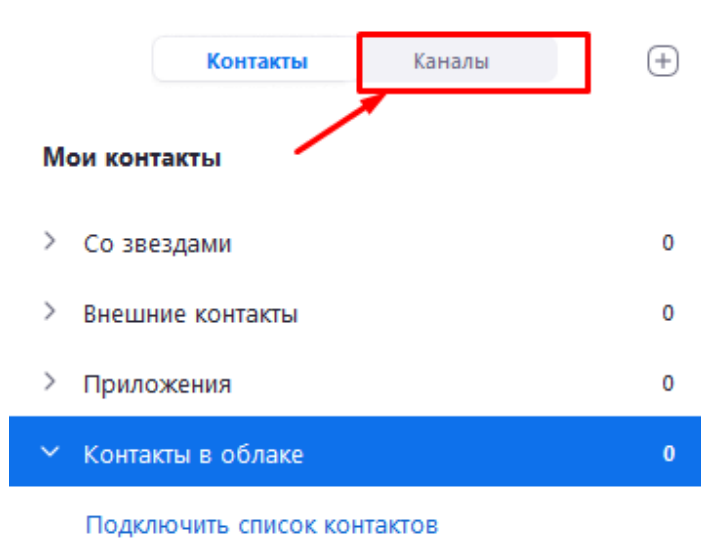 Контакты Каналы
Мои контакты
Со звездами 0
Внешние контакты 0
Приложения 0
Контакты в облаке 0
Подключить список контактов